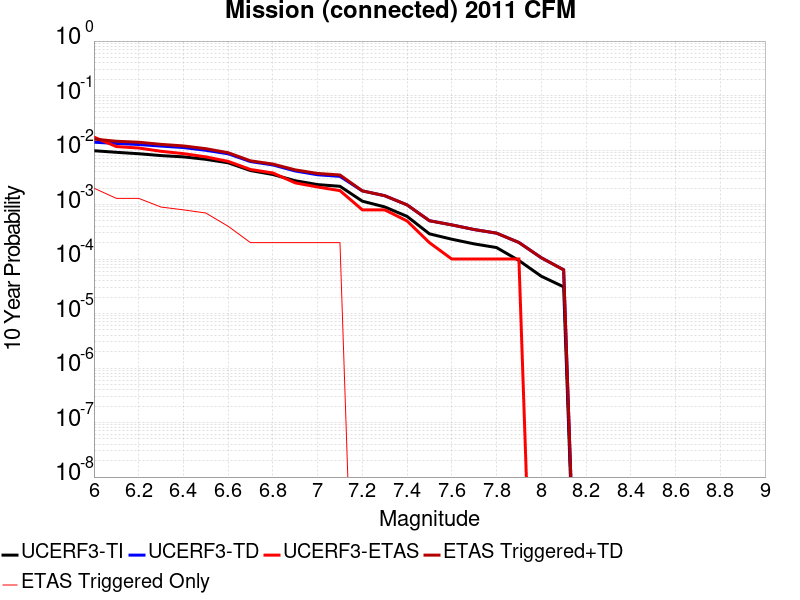 Mission (connected) 2011 CFM
10 0
10 -1
10 -2
10 -3
10 -4
10 -5
10 -6
10 -7
10 -8
10 Year Probability
6 6.2 6.4 6.6 6.8 7 7.2 7.4 7.6 7.8 8 8.2 8.4 8.6 8.8 9
Magnitude
UCERF3-TI UCERF3-TD UCERF3-ETAS ETAS Triggered+TD
ETAS Triggered Only